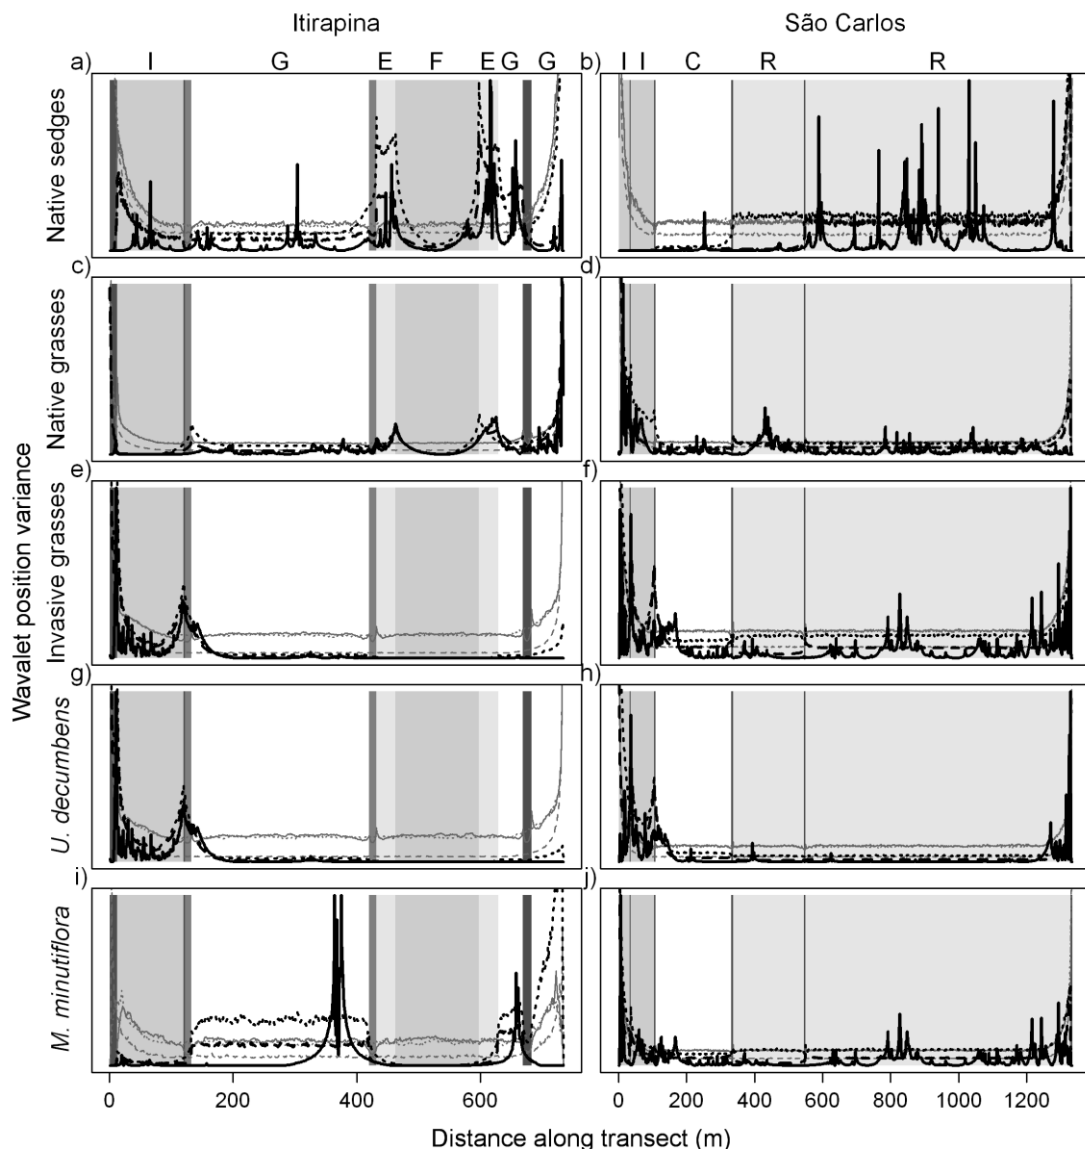 Itirapina
São Carlos
a) I G E F E G G
b) I I C R R
Native sedges
c)
d)
Native grasses
e)
f)
Invasive grasses
g)
h)
U. decumbens
i)
j)
M. minutiflora
Wavalet position variance
0 200 400 600
0 200 400 600 800 1000 1200
Distance along transect (m)